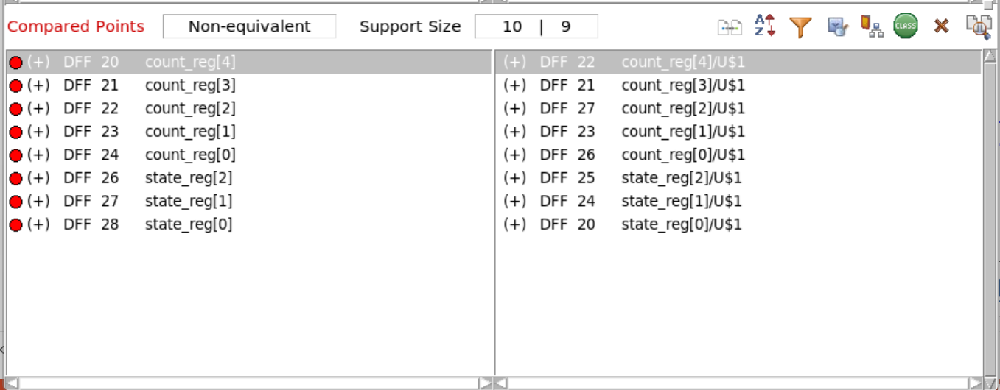 Compared Points Non-equivalent Support Size 10 | 9 A Z CLASS
(+) DFF 20 count_reg[4] (+) DFF 22 count_reg[4]/U$1
(+) DFF 21 count_reg[3] (+) DFF 21 count_reg[3]/U$1
(+) DFF 22 count_reg[2] (+) DFF 27 count_reg[2]/U$1
(+) DFF 23 count_reg[1] (+) DFF 23 count_reg[1]/U$1
(+) DFF 24 count_reg[0] (+) DFF 26 count_reg[0]/U$1
(+) DFF 26 state_reg[2] (+) DFF 25 state_reg[2]/U$1
(+) DFF 27 state_reg[1] (+) DFF 24 state_reg[1]/U$1
(+) DFF 28 state_reg[0] (+) DFF 20 state_reg[0]/U$1